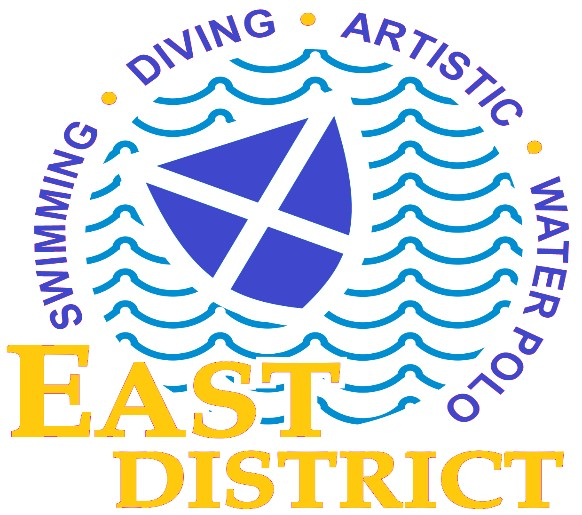 SWIMMING • DIVING • ARTISTIC • WATER POLO
EAST
DISTRICT